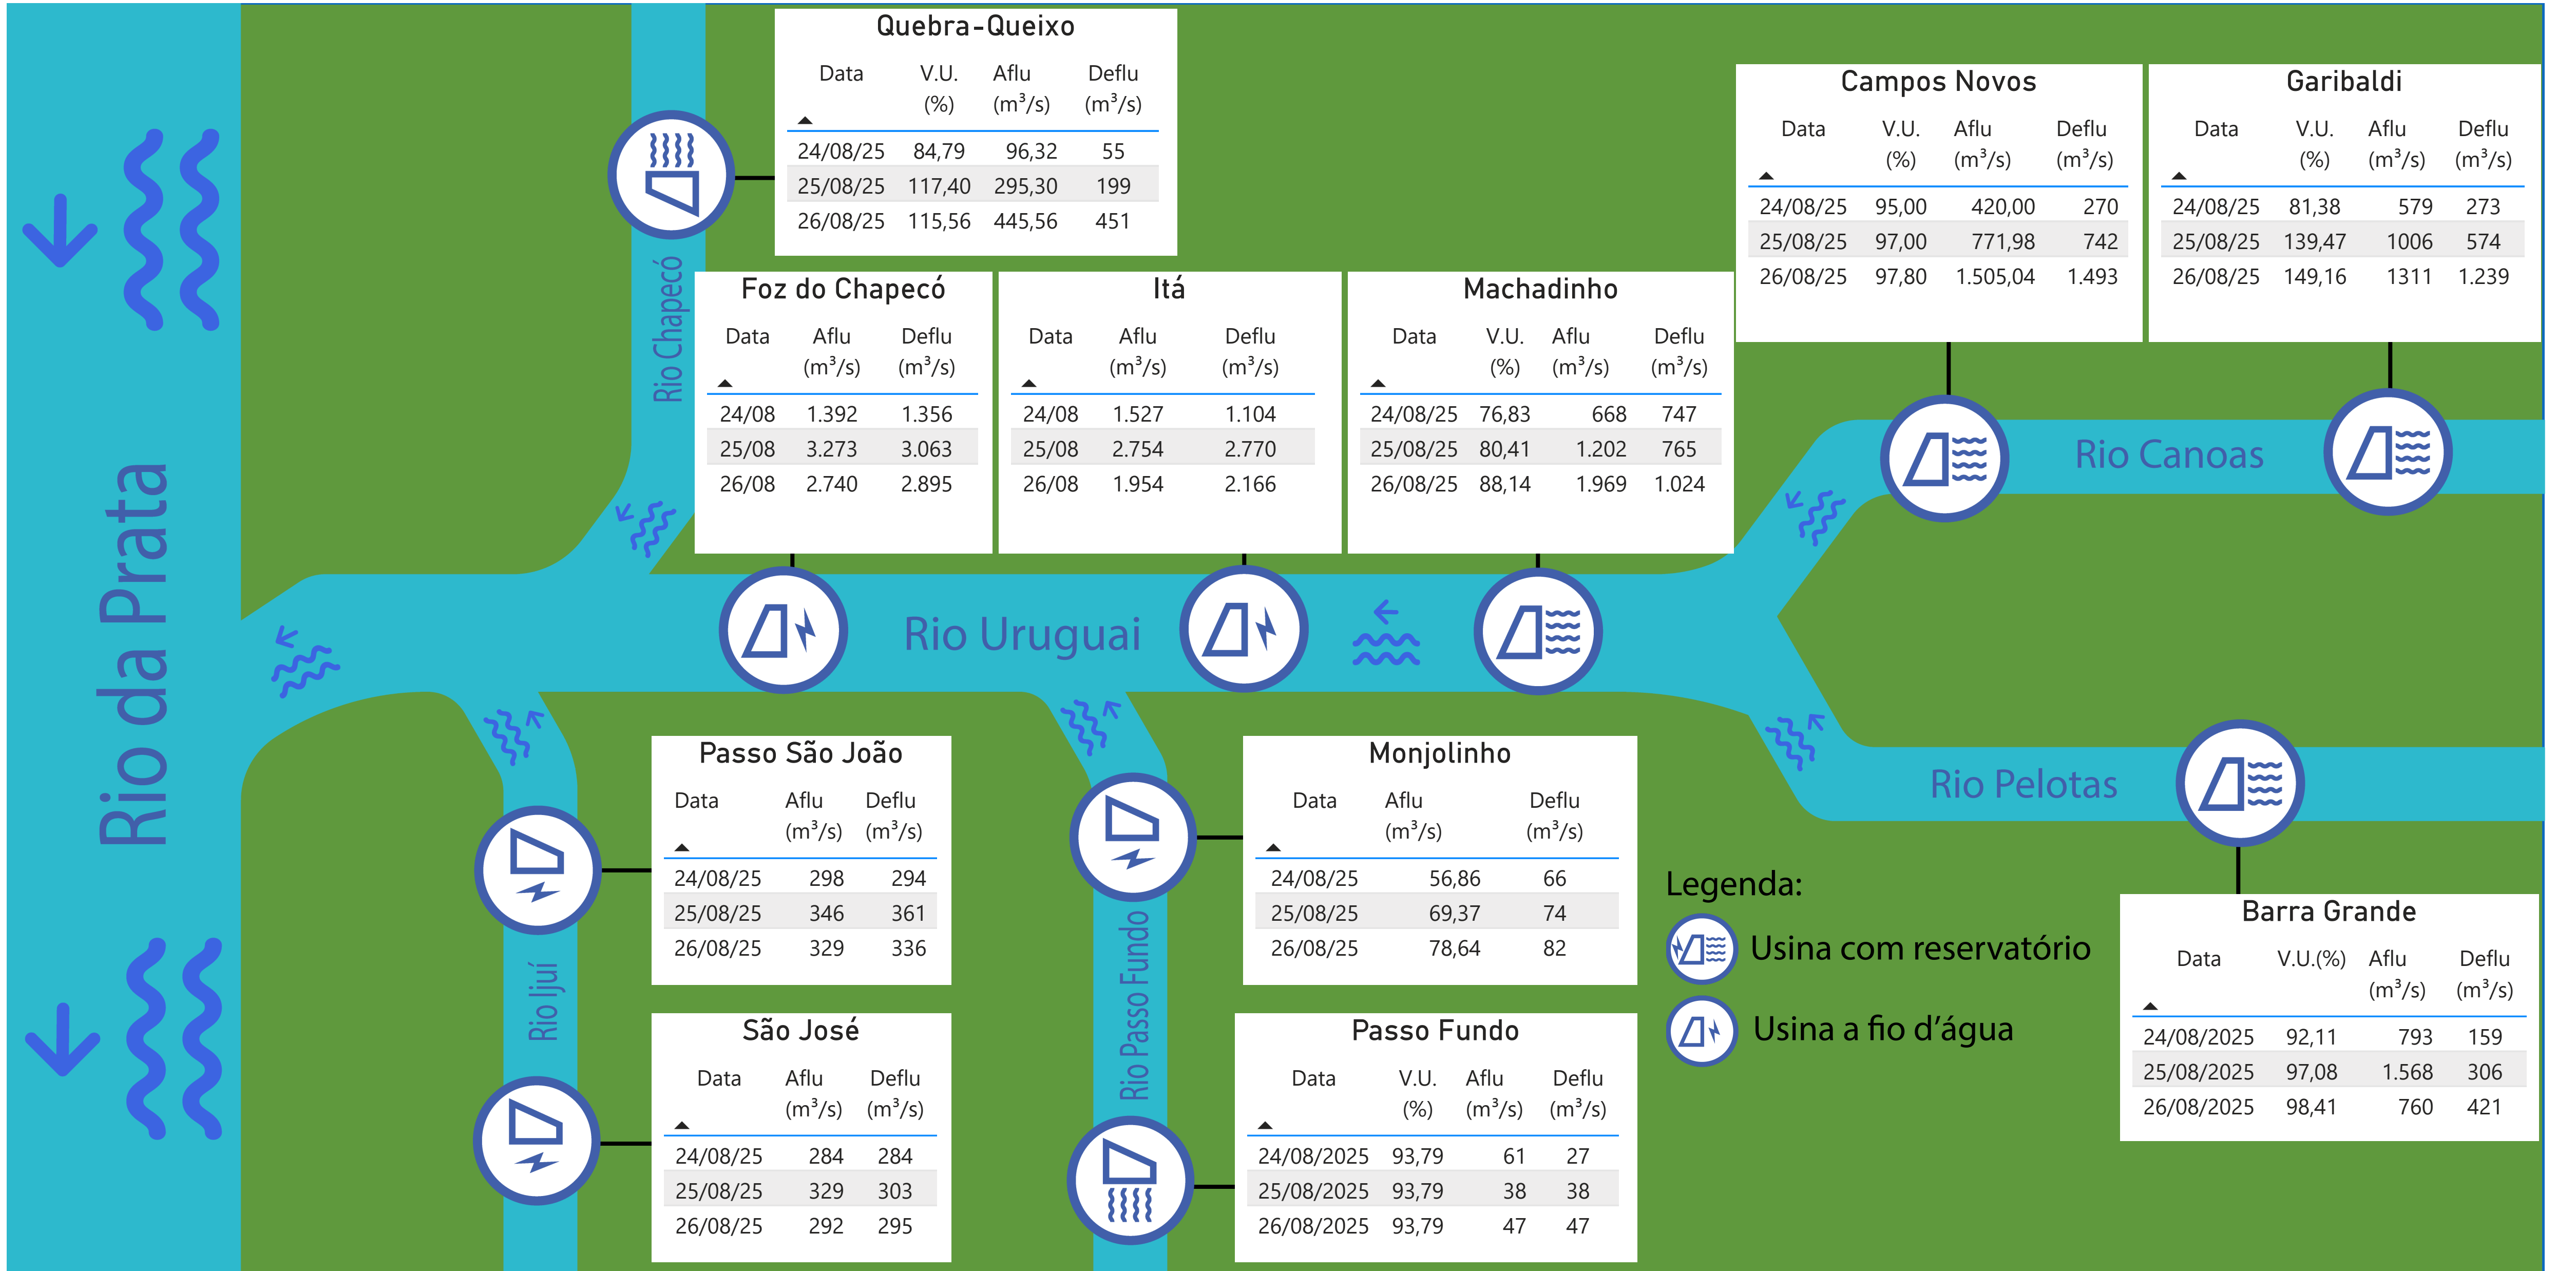 Quebra-Queixo
Data V.U. (%) Aflu (m³/s) Deflu (m³/s)
24/08/25 84,79 96,32 55
25/08/25 117,40 295,30 199
26/08/25 115,56 445,56 451
Campos Novos
Data V.U. (%) Aflu (m³/s) Deflu (m³/s)
24/08/25 95,00 420,00 270
25/08/25 97,00 771,98 742
26/08/25 97,80 1.505,04 1.493
Garibaldi
Data V.U. (%) Aflu (m³/s) Deflu (m³/s)
24/08/25 81,38 579 273
25/08/25 139,47 1006 574
26/08/25 149,16 1311 1.239
Foz do Chapecó
Data Aflu (m³/s) Deflu (m³/s)
24/08 1.392 1.356
25/08 3.273 3.063
26/08 2.740 2.895
Itá
Data Aflu (m³/s) Deflu (m³/s)
24/08 1.527 1.104
25/08 2.754 2.770
26/08 1.954 2.166
Machadinho
Data V.U. (%) Aflu (m³/s) Deflu (m³/s)
24/08/25 76,83 668 747
25/08/25 80,41 1.202 765
26/08/25 88,14 1.969 1.024
Rio Chapecó
Rio Canoas
Rio da Prata
Rio Uruguai
Rio Pelotas
Passo São João
Data Aflu (m³/s) Deflu (m³/s)
24/08/25 298 294
25/08/25 346 361
26/08/25 329 336
Monjolinho
Data Aflu (m³/s) Deflu (m³/s)
24/08/25 56,86 66
25/08/25 69,37 74
26/08/25 78,64 82
Rio Ijuí
Rio Passo Fundo
São José
Data Aflu (m³/s) Deflu (m³/s)
24/08/25 284 284
25/08/25 329 303
26/08/25 292 295
Passo Fundo
Data V.U. (%) Aflu (m³/s) Deflu (m³/s)
24/08/2025 93,79 61 27
25/08/2025 93,79 38 38
26/08/2025 93,79 47 47
Legenda:
Usina com reservatório
Usina a fio d'água
Barra Grande
Data V.U.(%) Aflu (m³/s) Deflu (m³/s)
24/08/2025 92,11 793 159
25/08/2025 97,08 1.568 306
26/08/2025 98,41 760 421